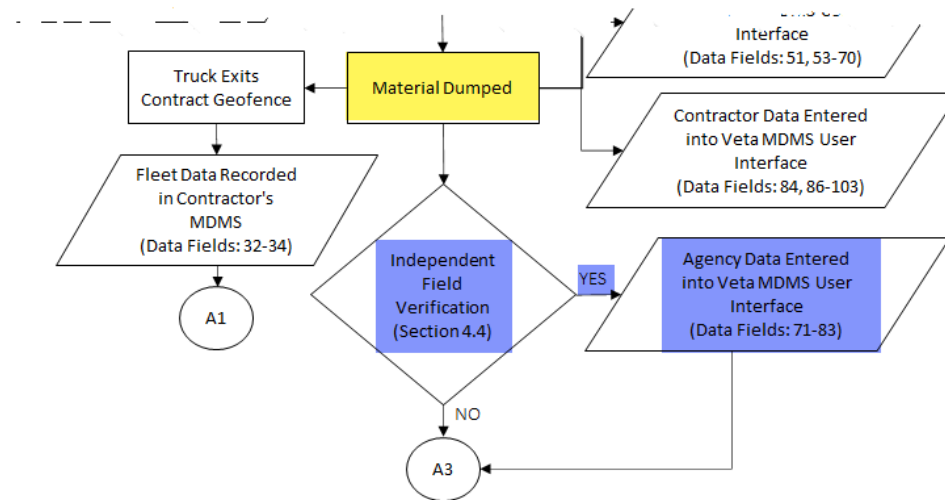 Interface
(Data Fields: 51, 53-70)
Truck Exits
Contract Geofence
Material Dumped
Contractor Data Entered
into Veta MDMS User
Interface
(Data Fields: 84, 86-103)
Fleet Data Recorded
in Contractor's
MDMS
(Data Fields: 32-34)
Independent
Field
Verification
(Section 4.4)
YES
Agency Data Entered
into Veta MDMS User
Interface
(Data Fields: 71-83)
A1
NO
A3